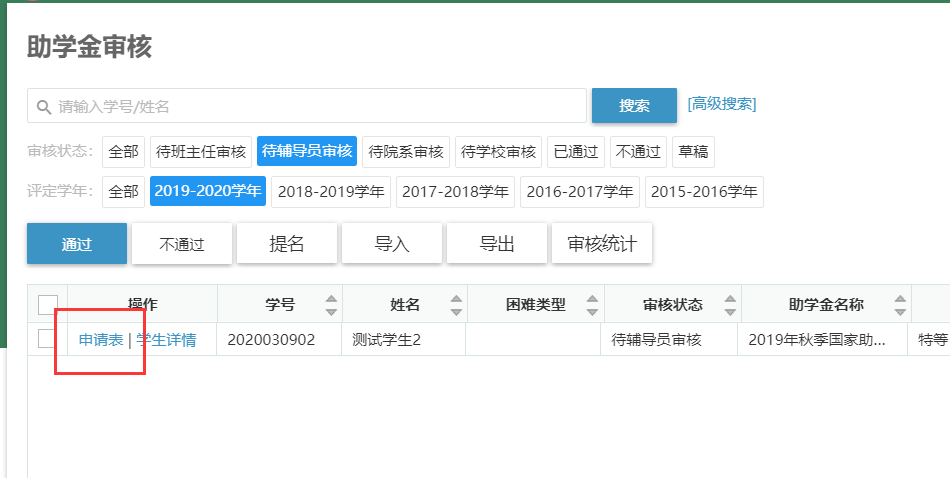 助学金审核
请输入学号/姓名 搜索 [高级搜索]
审核状态: 全部 待班主任审核 待辅导员审核 待院系审核 待学校审核 已通过 不通过 草稿
评定学年: 全部 2019-2020学年 2018-2019学年 2017-2018学年 2016-2017学年 2015-2016学年
通过 不通过 提名 导入 导出 审核统计
操作 学号 姓名 困难类型 审核状态 助学金名称
申请表 | 学生详情 2020030902 测试学生2 待辅导员审核 2019年秋季国家助... 特等